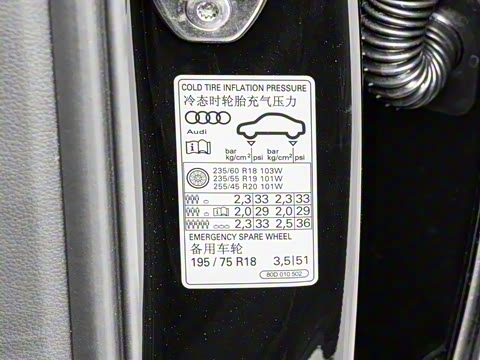 COLD TIRE INFLATION PRESSURE
冷态时轮胎充气压力
Audi
bar kg/cm² psi bar kg/cm² psi
235/60 R18 103W
235/55 R19 101W
255/45 R20 101W
2,3 33 2,3 33
2,0 29 2,0 29
2,3 33 2,5 36
EMERGENCY SPARE WHEEL
备用车轮
195 / 75 R18 3,5 51
80D 010 502